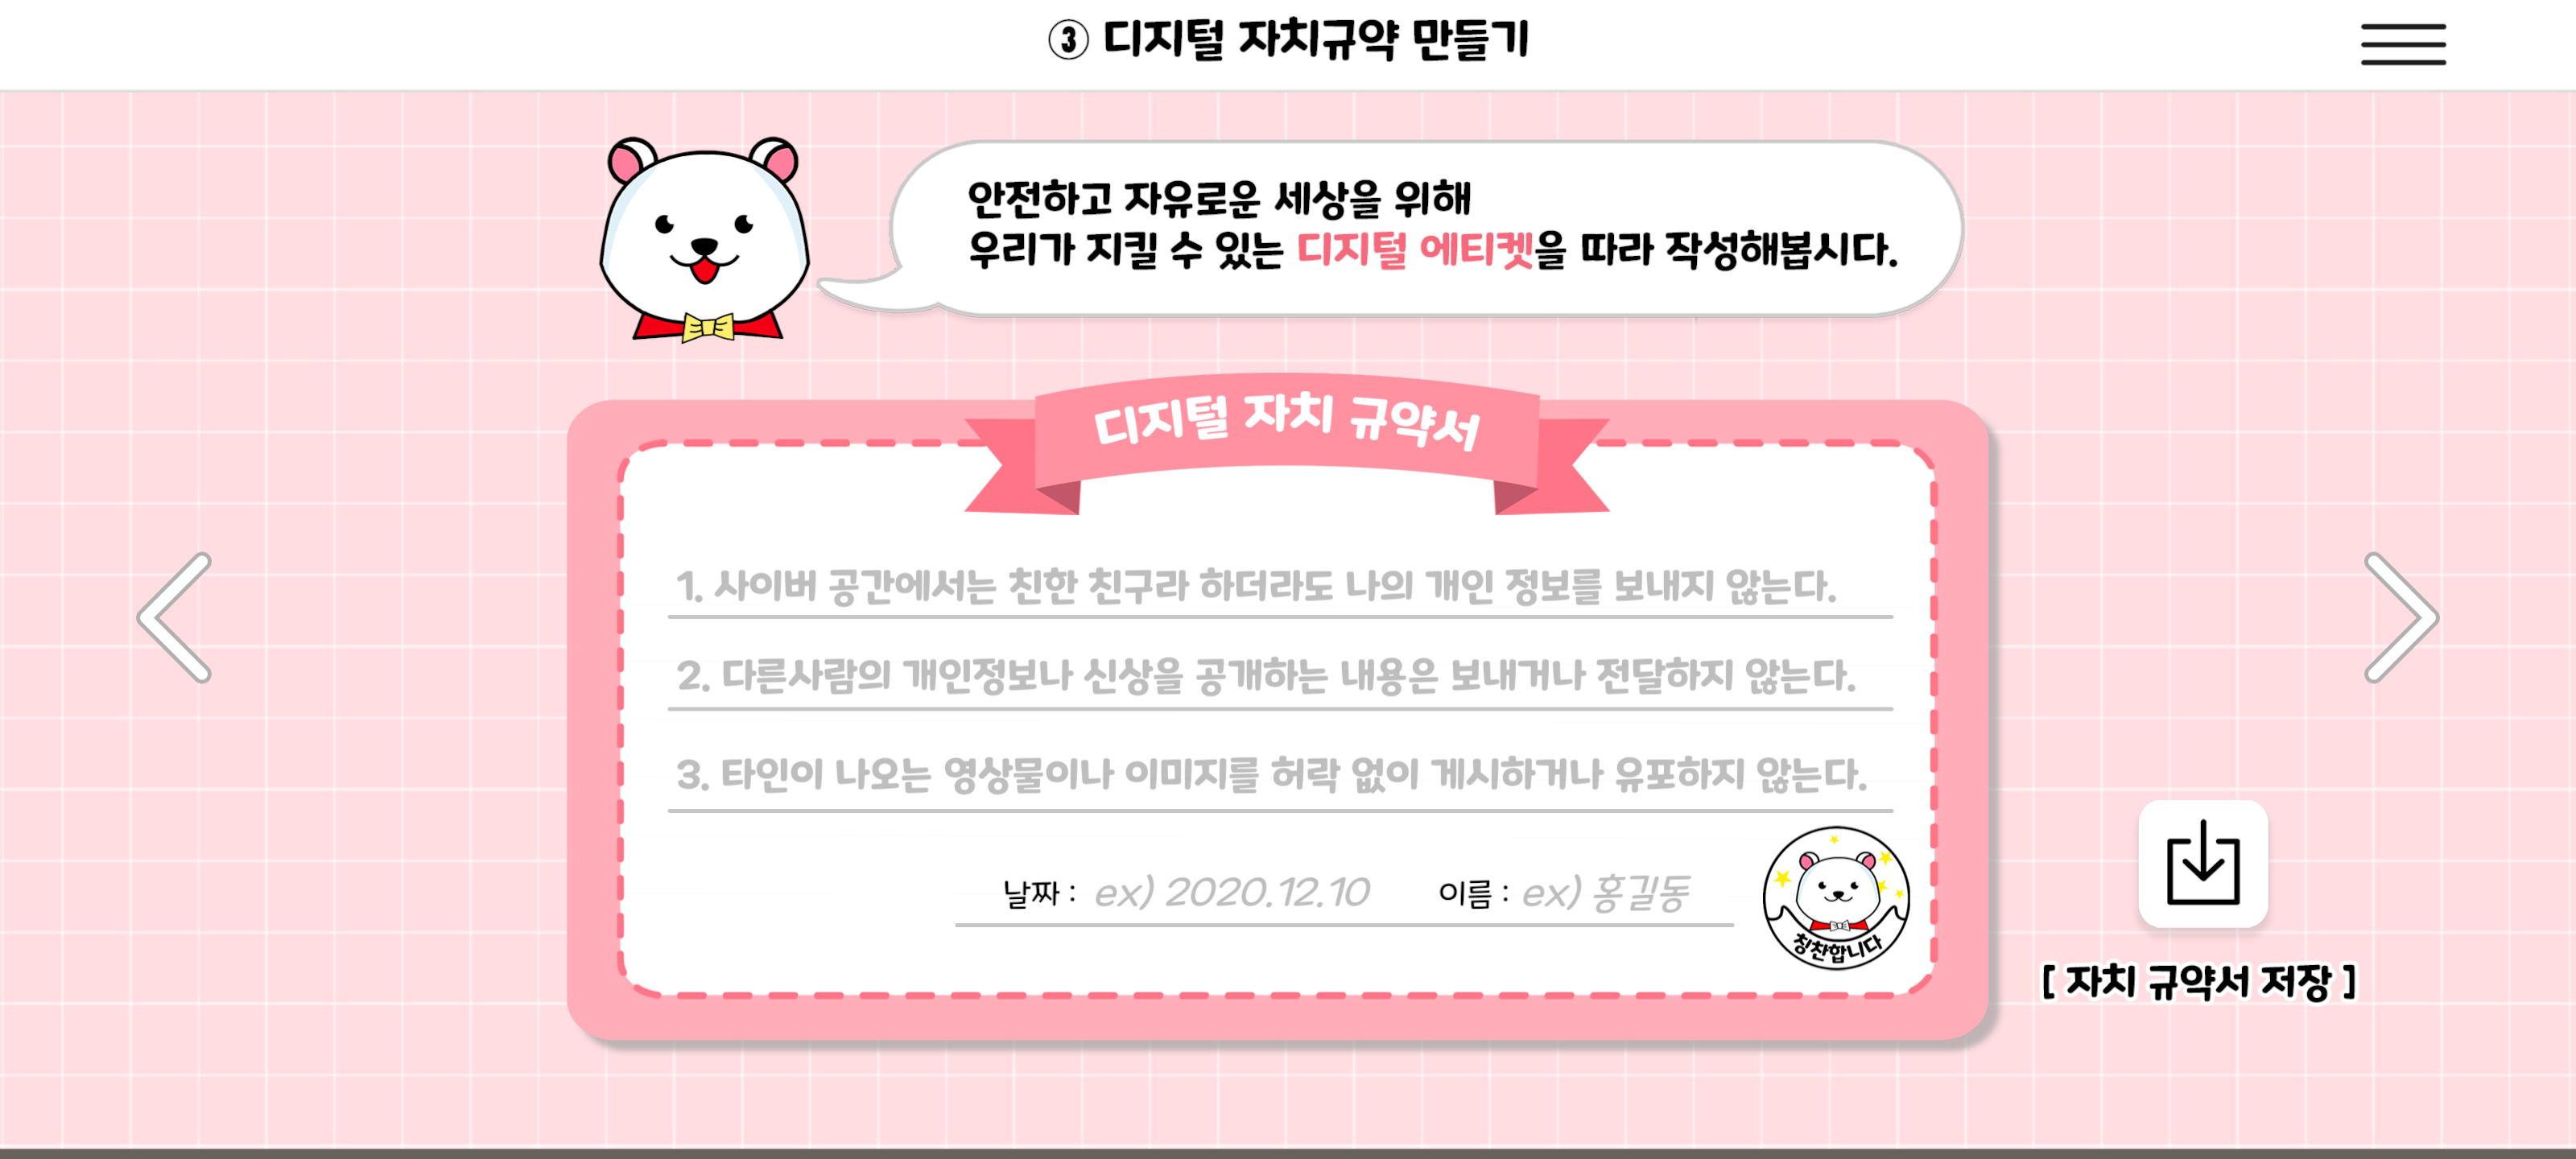 ③ 디지털 자치규약 만들기
안전하고 자유로운 세상을 위해
우리가 지킬 수 있는 디지털 에티켓을 따라 작성해봅시다.
디지털 자치 규약서
1. 사이버 공간에서는 친한 친구라 하더라도 나의 개인 정보를 보내지 않는다.
2. 다른사람의 개인정보나 신상을 공개하는 내용은 보내거나 전달하지 않는다.
3. 타인이 나오는 영상물이나 이미지를 허락 없이 게시하거나 유포하지 않는다.
날짜 : ex) 2020.12.10 이름 : ex) 홍길동
칭찬합니다
[ 자치 규약서 저장 ]